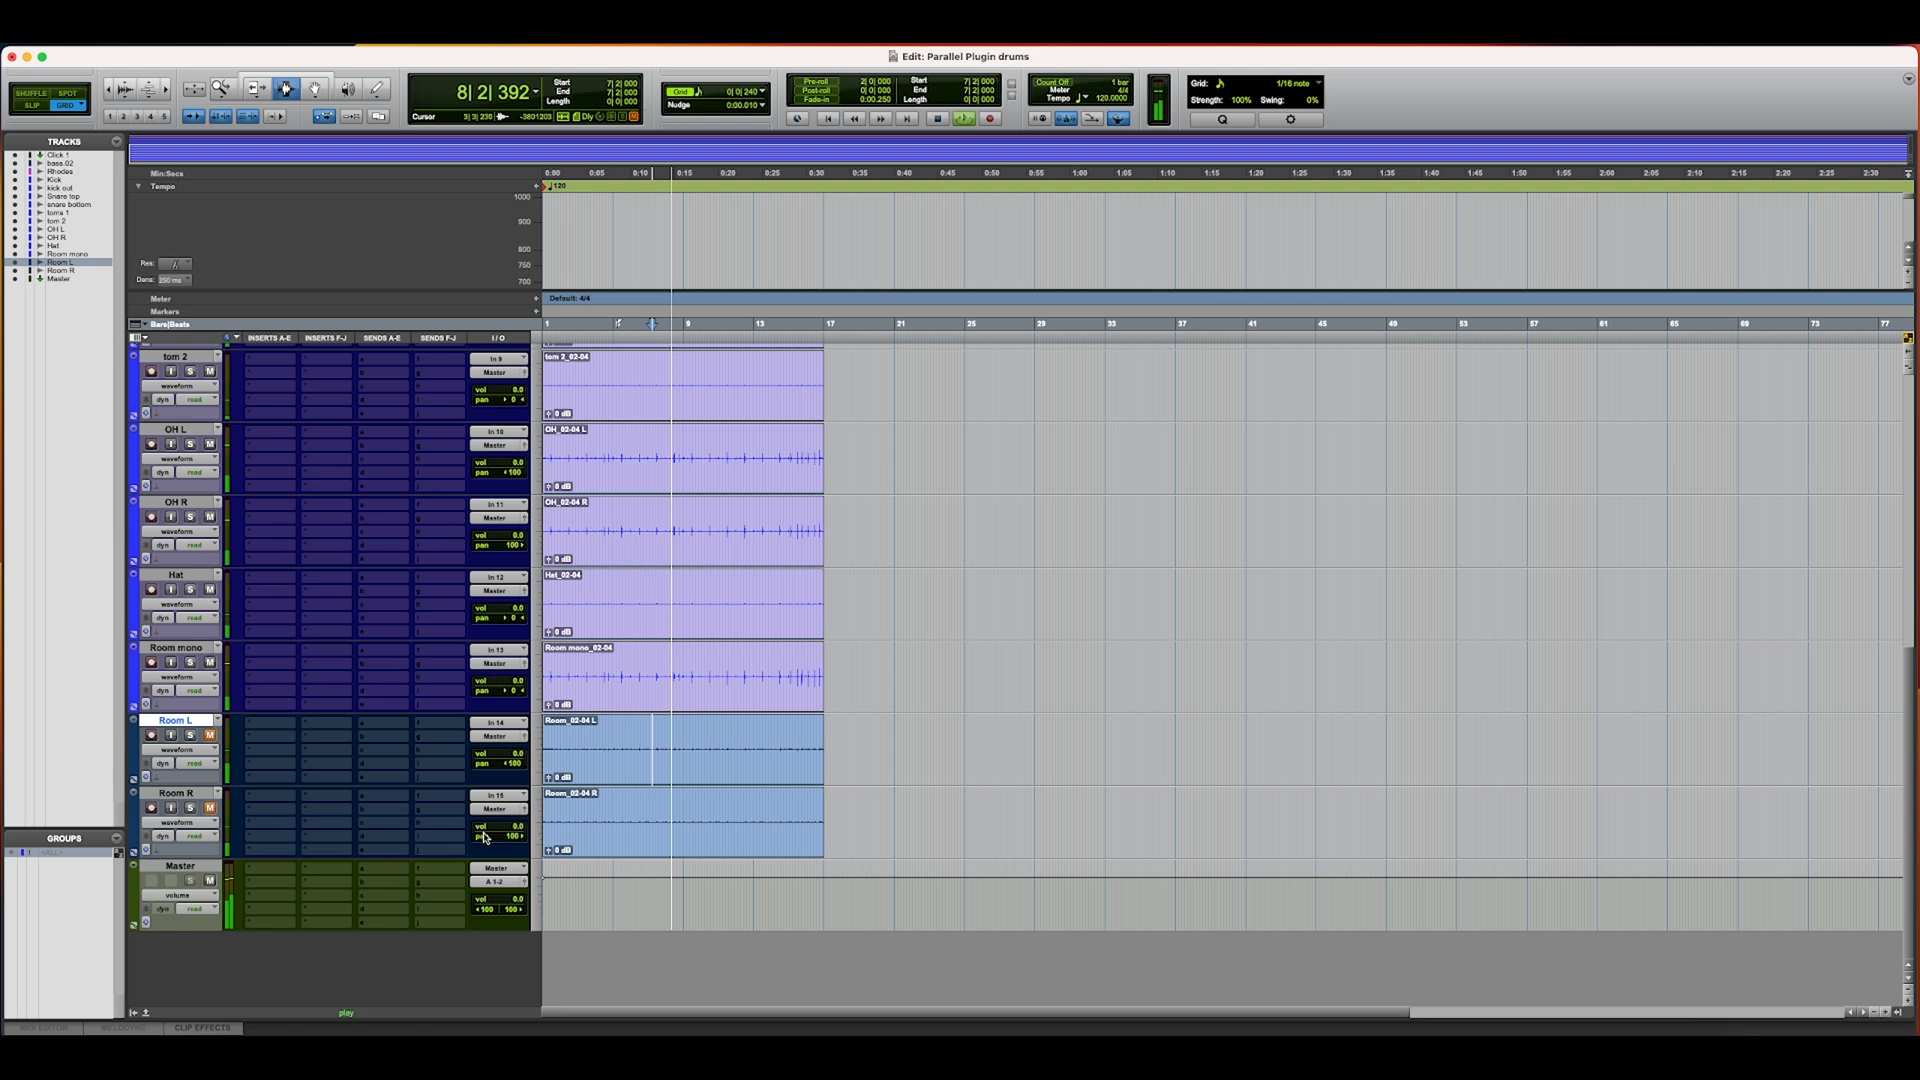 Edit: Parallel Plugin drums
SHUFFLE SPOT
SLIP GRID
1 2 3 4 5
8| 2| 392
Start 7| 2| 000
End 7| 2| 000
Length 0| 0| 000
Cursor 3| 3| 238 -3801203 Dly
Grid 0| 0| 240
Nudge 0:00.010
Pre-roll 2| 0| 000
Post-roll 0| 0| 000
Fade-in 0:00.250
Start 7| 2| 000
End 7| 2| 000
Length 0| 0| 000
Count Off 1 bar
Meter 4/4
Tempo 120.0000
Grid: 1/16 note
Strength: 100% Swing: 0%
Q
TRACKS
Click 1
bass.02
Rhodes
Kick
kick out
Snare top
snare bottom
toms 1
tom 2
OH L
OH R
Hat
Room mono
Room L
Room R
Master
GROUPS
1 <ALL>
Min:Secs 0:00 0:05 0:10 0:15 0:20 0:25 0:30 0:35 0:40 0:45 0:50 0:55 1:00 1:05 1:10 1:15 1:20 1:25 1:30 1:35 1:40 1:45 1:50 1:55 2:00 2:05 2:10 2:15 2:20 2:25 2:30
Tempo 120
1000
900
800
750
700
Res:
Dens: 250 ms
Meter Default: 4/4
Markers
Bars|Beats 1 9 13 17 21 25 29 33 37 41 45 49 53 57 61 65 69 73 77
INSERTS A-E INSERTS F-J SENDS A-E SENDS F-J I / O
tom 2 In 9 tom 2_02-04
I S M Master
waveform vol 0.0
dyn read pan 0
0 dB
OH L In 10 OH_02-04 L
I S M Master
waveform vol 0.0
dyn read pan 100
0 dB
OH R In 11 OH_02-04 R
I S M Master
waveform vol 0.0
dyn read pan 100
0 dB
Hat In 12 Hat_02-04
I S M Master
waveform vol 0.0
dyn read pan 0
0 dB
Room mono In 13 Room mono_02-04
I S M Master
waveform vol 0.0
dyn read pan 0
0 dB
Room L In 14 Room_02-04 L
I S M Master
waveform vol 0.0
dyn read pan 100
0 dB
Room R In 15 Room_02-04 R
I S M Master
waveform vol 0.0
dyn read 100
0 dB
Master Master
S M A 1-2
volume vol 0.0
dyn read 100 100
play
MIDI EDITOR MELODYNE CLIP EFFECTS